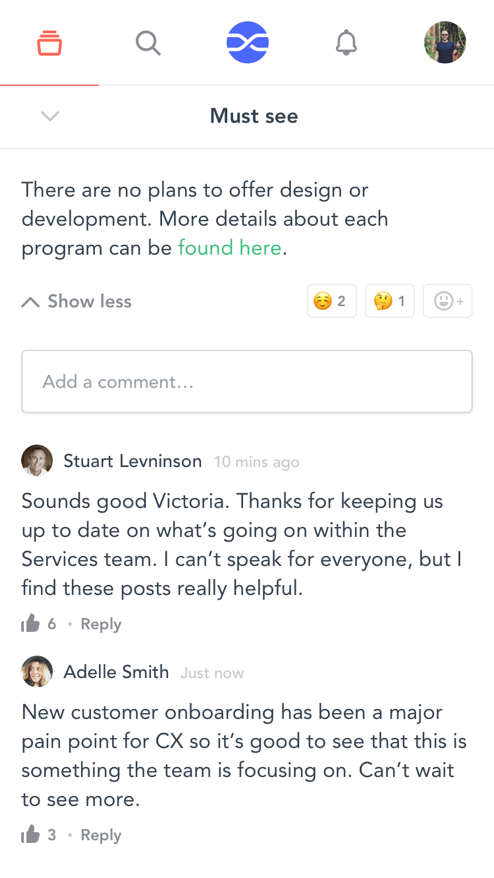 Must see
There are no plans to offer design or
development. More details about each
program can be found here.
Show less
2
1
+
Add a comment...
Stuart Levninson 10 mins ago
Sounds good Victoria. Thanks for keeping us
up to date on what's going on within the
Services team. I can't speak for everyone, but I
find these posts really helpful.
6 • Reply
Adelle Smith Just now
New customer onboarding has been a major
pain point for CX so it's good to see that this is
something the team is focusing on. Can't wait
to see more.
3 • Reply